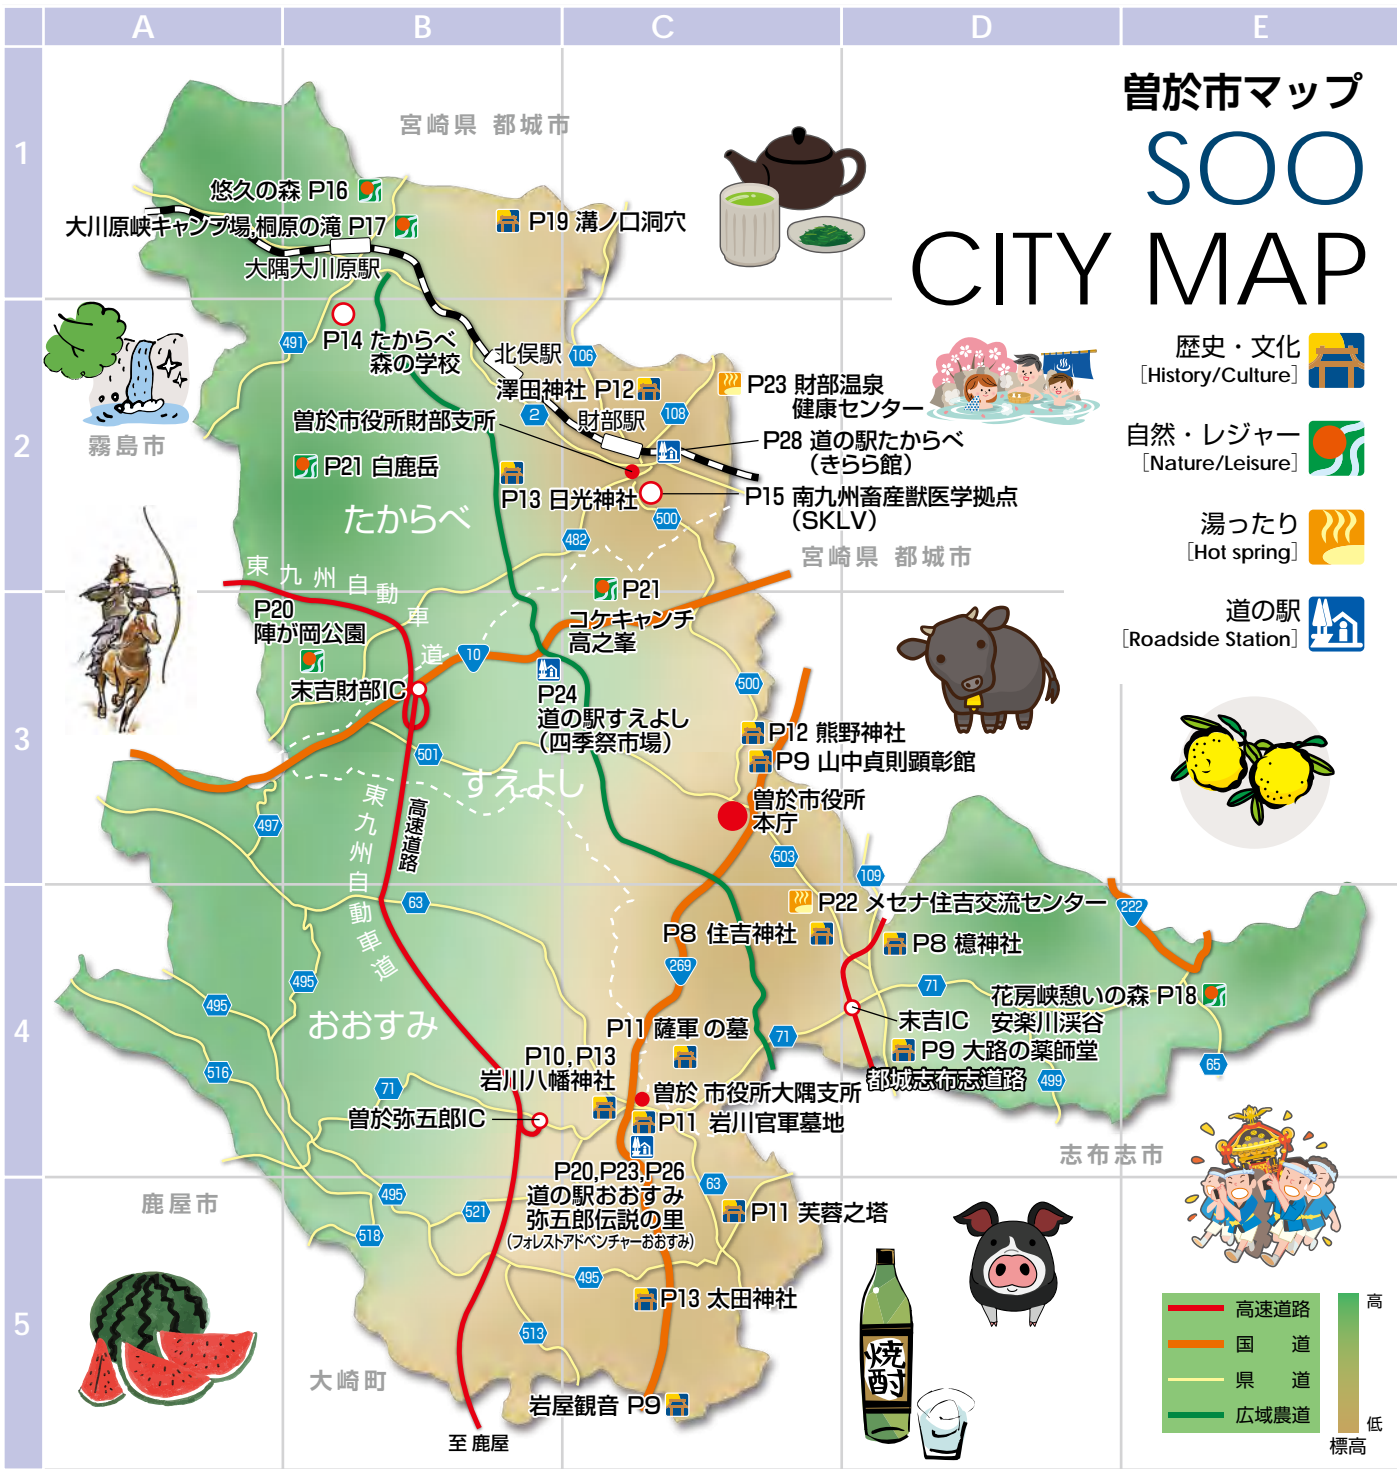 A
B
C
D
E
1
2
3
4
5
曽於市マップ
SOO
CITY MAP
歴史・文化
[History/Culture]
自然・レジャー
[Nature/Leisure]
湯ったり
[Hot spring]
道の駅
[Roadside Station]
宮崎県 都城市
悠久の森 P16
大川原峡キャンプ場,桐原の滝 P17
大隅大川原駅
P19 溝ノ口洞穴
491
P14 たからべ
森の学校
北俣駅
106
澤田神社 P12
2
財部駅
108
曽於市役所財部支所
P23 財部温泉
健康センター
P28 道の駅たからべ
(きらら館)
霧島市
P21 白鹿岳
P13 日光神社
P15 南九州畜産獣医学拠点
(SKLV)
500
たからべ
482
宮崎県 都城市
東九州自動車道
P20
陣が岡公園
P21
コケキャンチ
高之峯
10
末吉財部IC
P24
道の駅すえよし
(四季祭市場)
500
P12 熊野神社
P9 山中貞則顕彰館
501
すえよし
曽於市役所
本庁
東九州自動車道
高速道路
497
503
109
63
P22 メセナ住吉交流センター
222
P8 住吉神社
P8 檍神社
269
495
495
71
花房峡憩いの森 P18
安楽川渓谷
末吉IC
おおすみ
P11 薩軍の墓
71
P9 大路の薬師堂
都城志布志道路
499
65
516
P10,P13
岩川八幡神社
71
曽於 市役所大隅支所
曽於弥五郎IC
P11 岩川官軍墓地
志布志市
P20,P23,P26
道の駅おおすみ
弥五郎伝説の里
(フォレストアドベンチャーおおすみ)
63
鹿屋市
495
521
P11 芙蓉之塔
518
495
P13 太田神社
513
大崎町
岩屋観音 P9
至 鹿屋
焼酎
高速道路
国道
県道
広域農道
高
低
標高